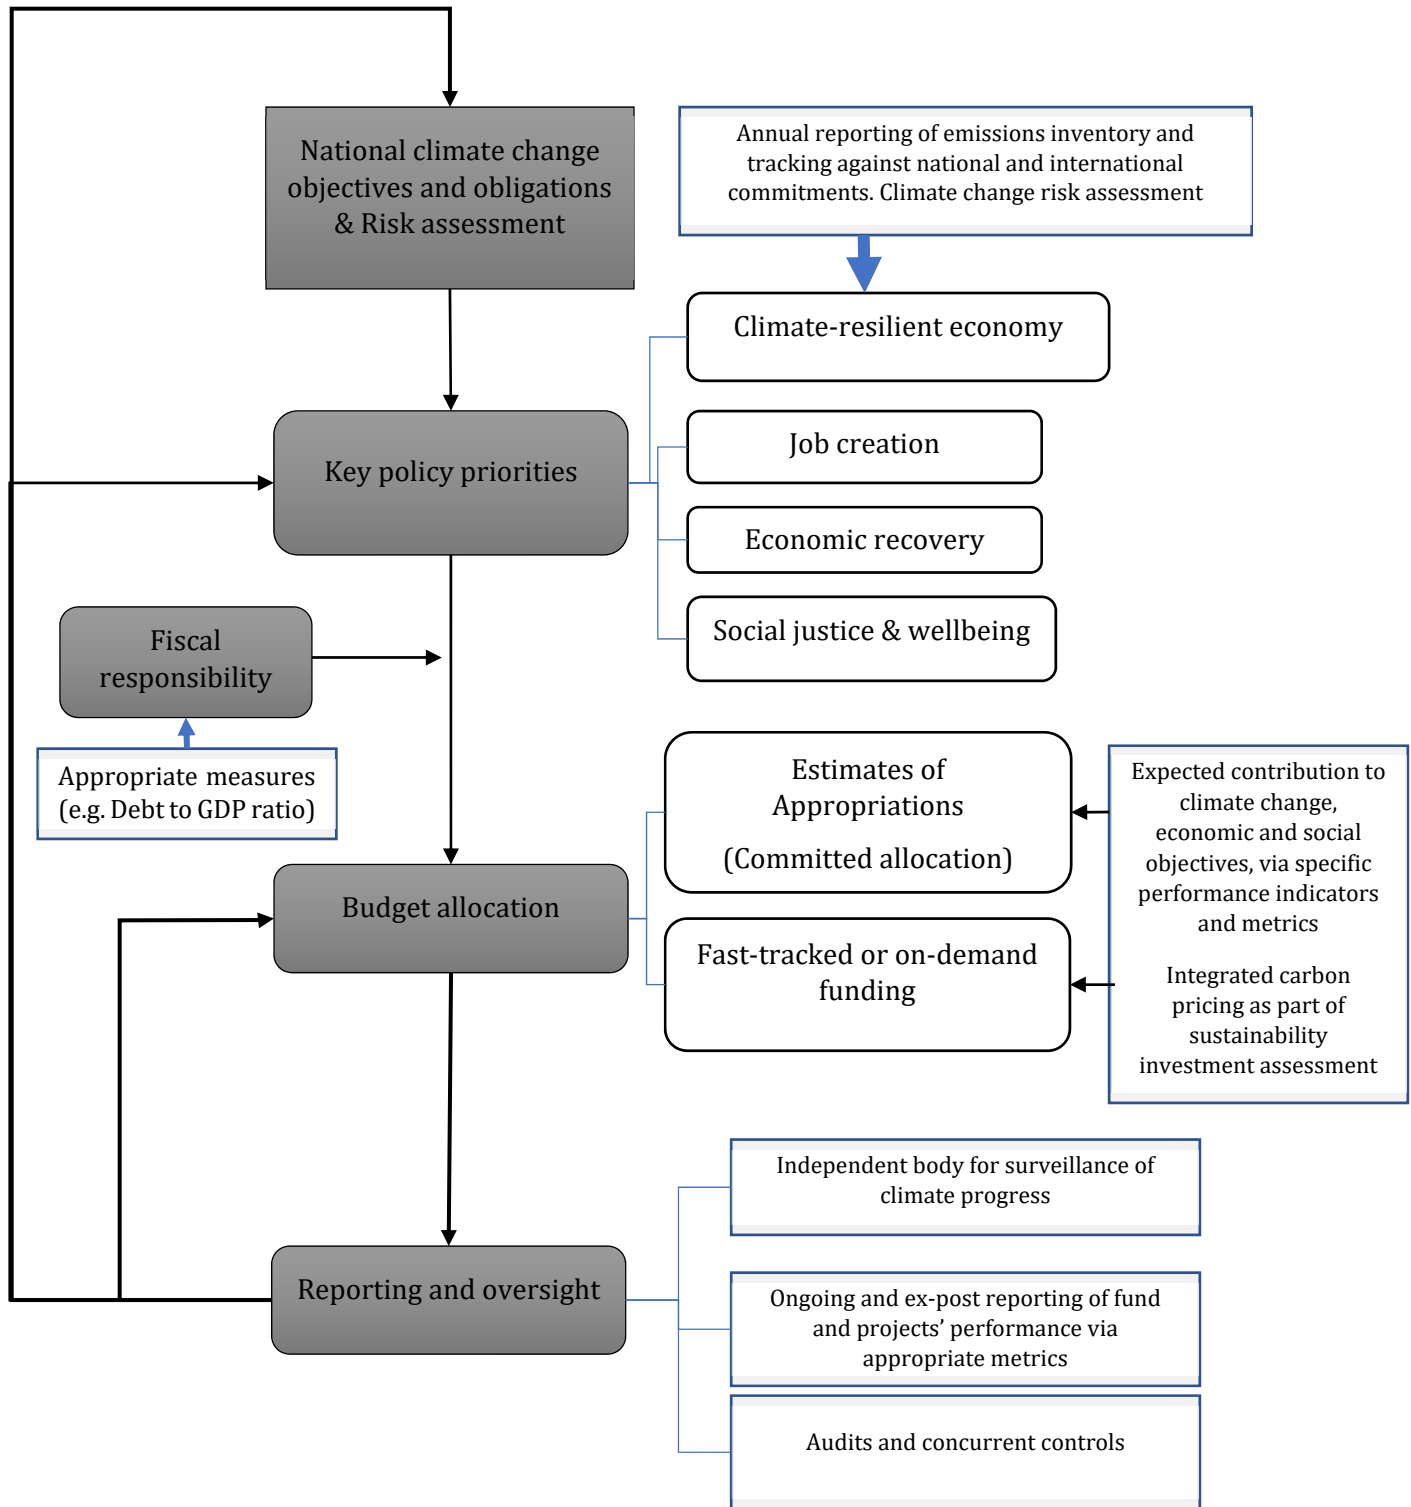 National climate change
objectives and obligations
& Risk assessment
Annual reporting of emissions inventory and
tracking against national and international
commitments. Climate change risk assessment
Climate-resilient economy
Job creation
Key policy priorities
Economic recovery
Social justice & wellbeing
Fiscal
responsibility
Appropriate measures
(e.g. Debt to GDP ratio)
Estimates of
Appropriations
(Committed allocation)
Expected contribution to
climate change,
economic and social
objectives, via specific
performance indicators
and metrics
Integrated carbon
pricing as part of
sustainability
investment assessment
Budget allocation
Fast-tracked or on-demand
funding
Independent body for surveillance of
climate progress
Reporting and oversight
Ongoing and ex-post reporting of fund
and projects’ performance via
appropriate metrics
Audits and concurrent controls